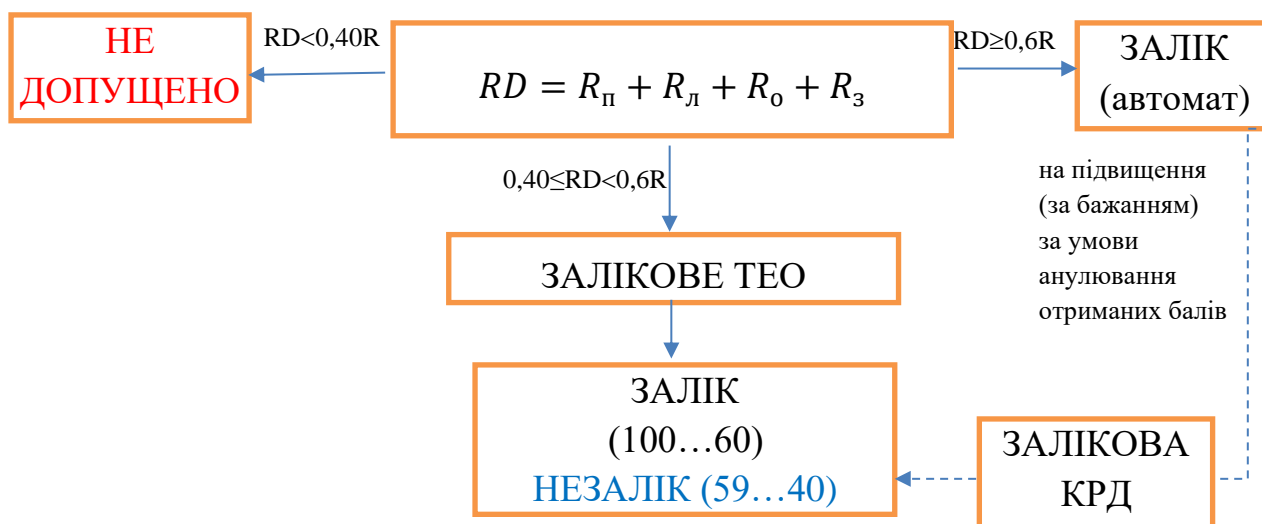 НЕ
ДОПУЩЕНО
RD<0,40R
RD = Rп + Rл + Rо + Rз
RD≥0,6R
ЗАЛІК
(автомат)
0,40≤RD<0,6R
на підвищення
(за бажанням)
за умови
анулювання
отриманих балів
ЗАЛІКОВЕ ТЕО
ЗАЛІК
(100…60)
НЕЗАЛІК (59…40)
ЗАЛІКОВА
КРД